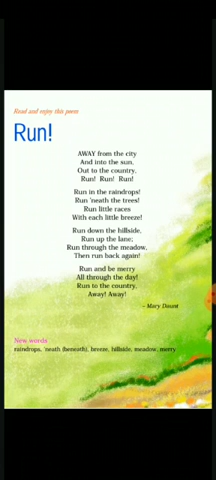 Read and enjoy this poem
Run!
AWAY from the city
And into the sun,
Out to the country,
Run! Run! Run!
Run in the raindrops!
Run 'neath the trees!
Run little races
With each little breeze!
Run down the hillside,
Run up the lane;
Run through the meadow,
Then run back again!
Run and be merry
All through the day!
Run to the country,
Away! Away!
– Mary Daunt
New words
raindrops, 'neath (beneath), breeze, hillside, meadow, merry